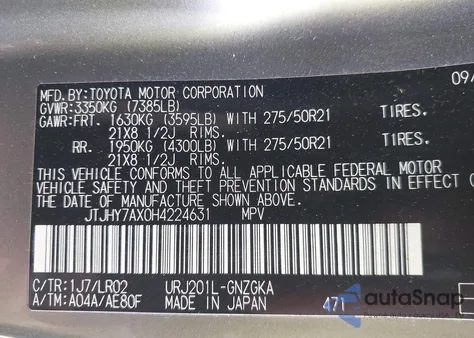 MFD.BY:TOYOTA MOTOR CORPORATION 09/
GVWR:3350KG (7385LB)
GAWR:FRT. 1630KG (3595LB) WITH 275/50R21 TIRES.
21X8 1/2J RIMS.
RR. 1950KG (4300LB) WITH 275/50R21 TIRES.
21X8 1/2J RIMS.
THIS VEHICLE CONFORMS TO ALL APPLICABLE FEDERAL MOTOR
VEHICLE SAFETY AND THEFT PREVENTION STANDARDS IN EFFECT
THE DATE OF MANUFACTURE SHOWN ABOVE.
JTJHY7AX0H4224631 MPV
C/TR:1J7/LR02 URJ201L-GNZGKA
A/TM:A04A/AE80F MADE IN JAPAN 471
autoSnap